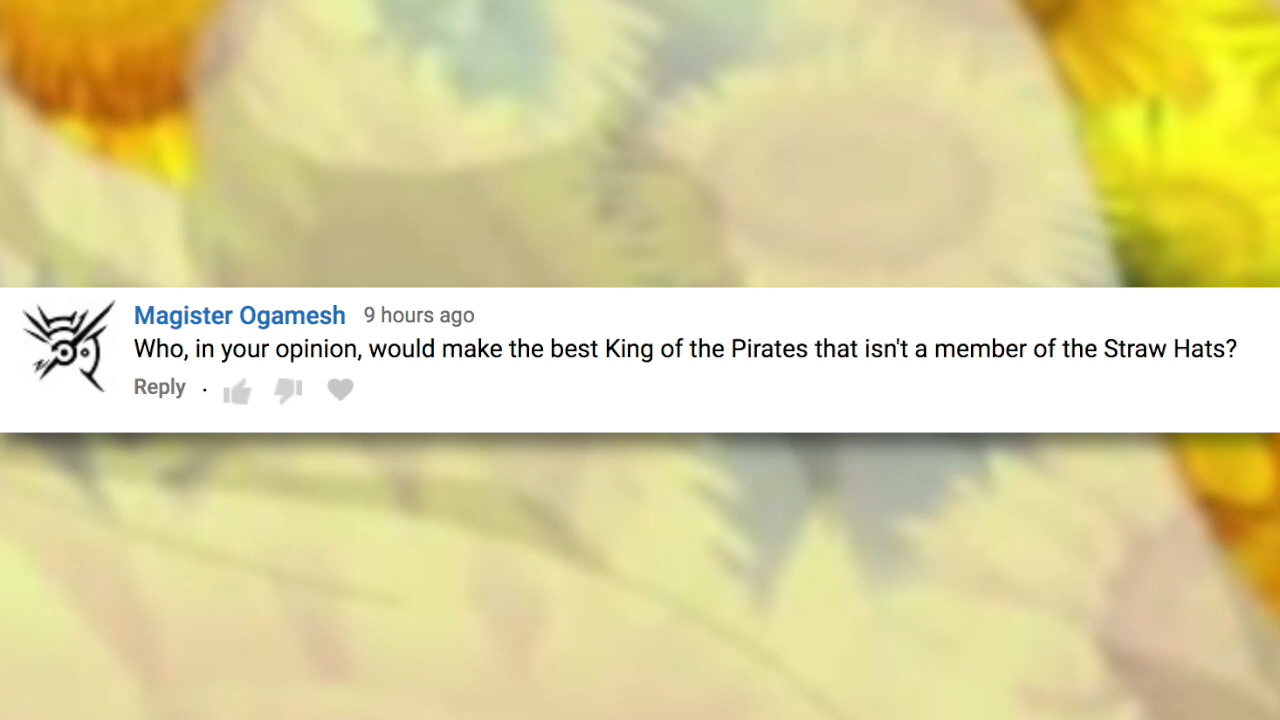 Magister Ogamesh 9 hours ago
Who, in your opinion, would make the best King of the Pirates that isn't a member of the Straw Hats?
Reply .